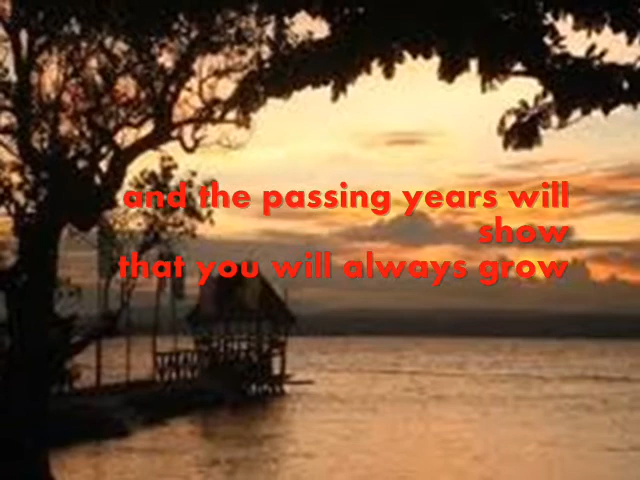 and the passing years will
show
that you will always grow